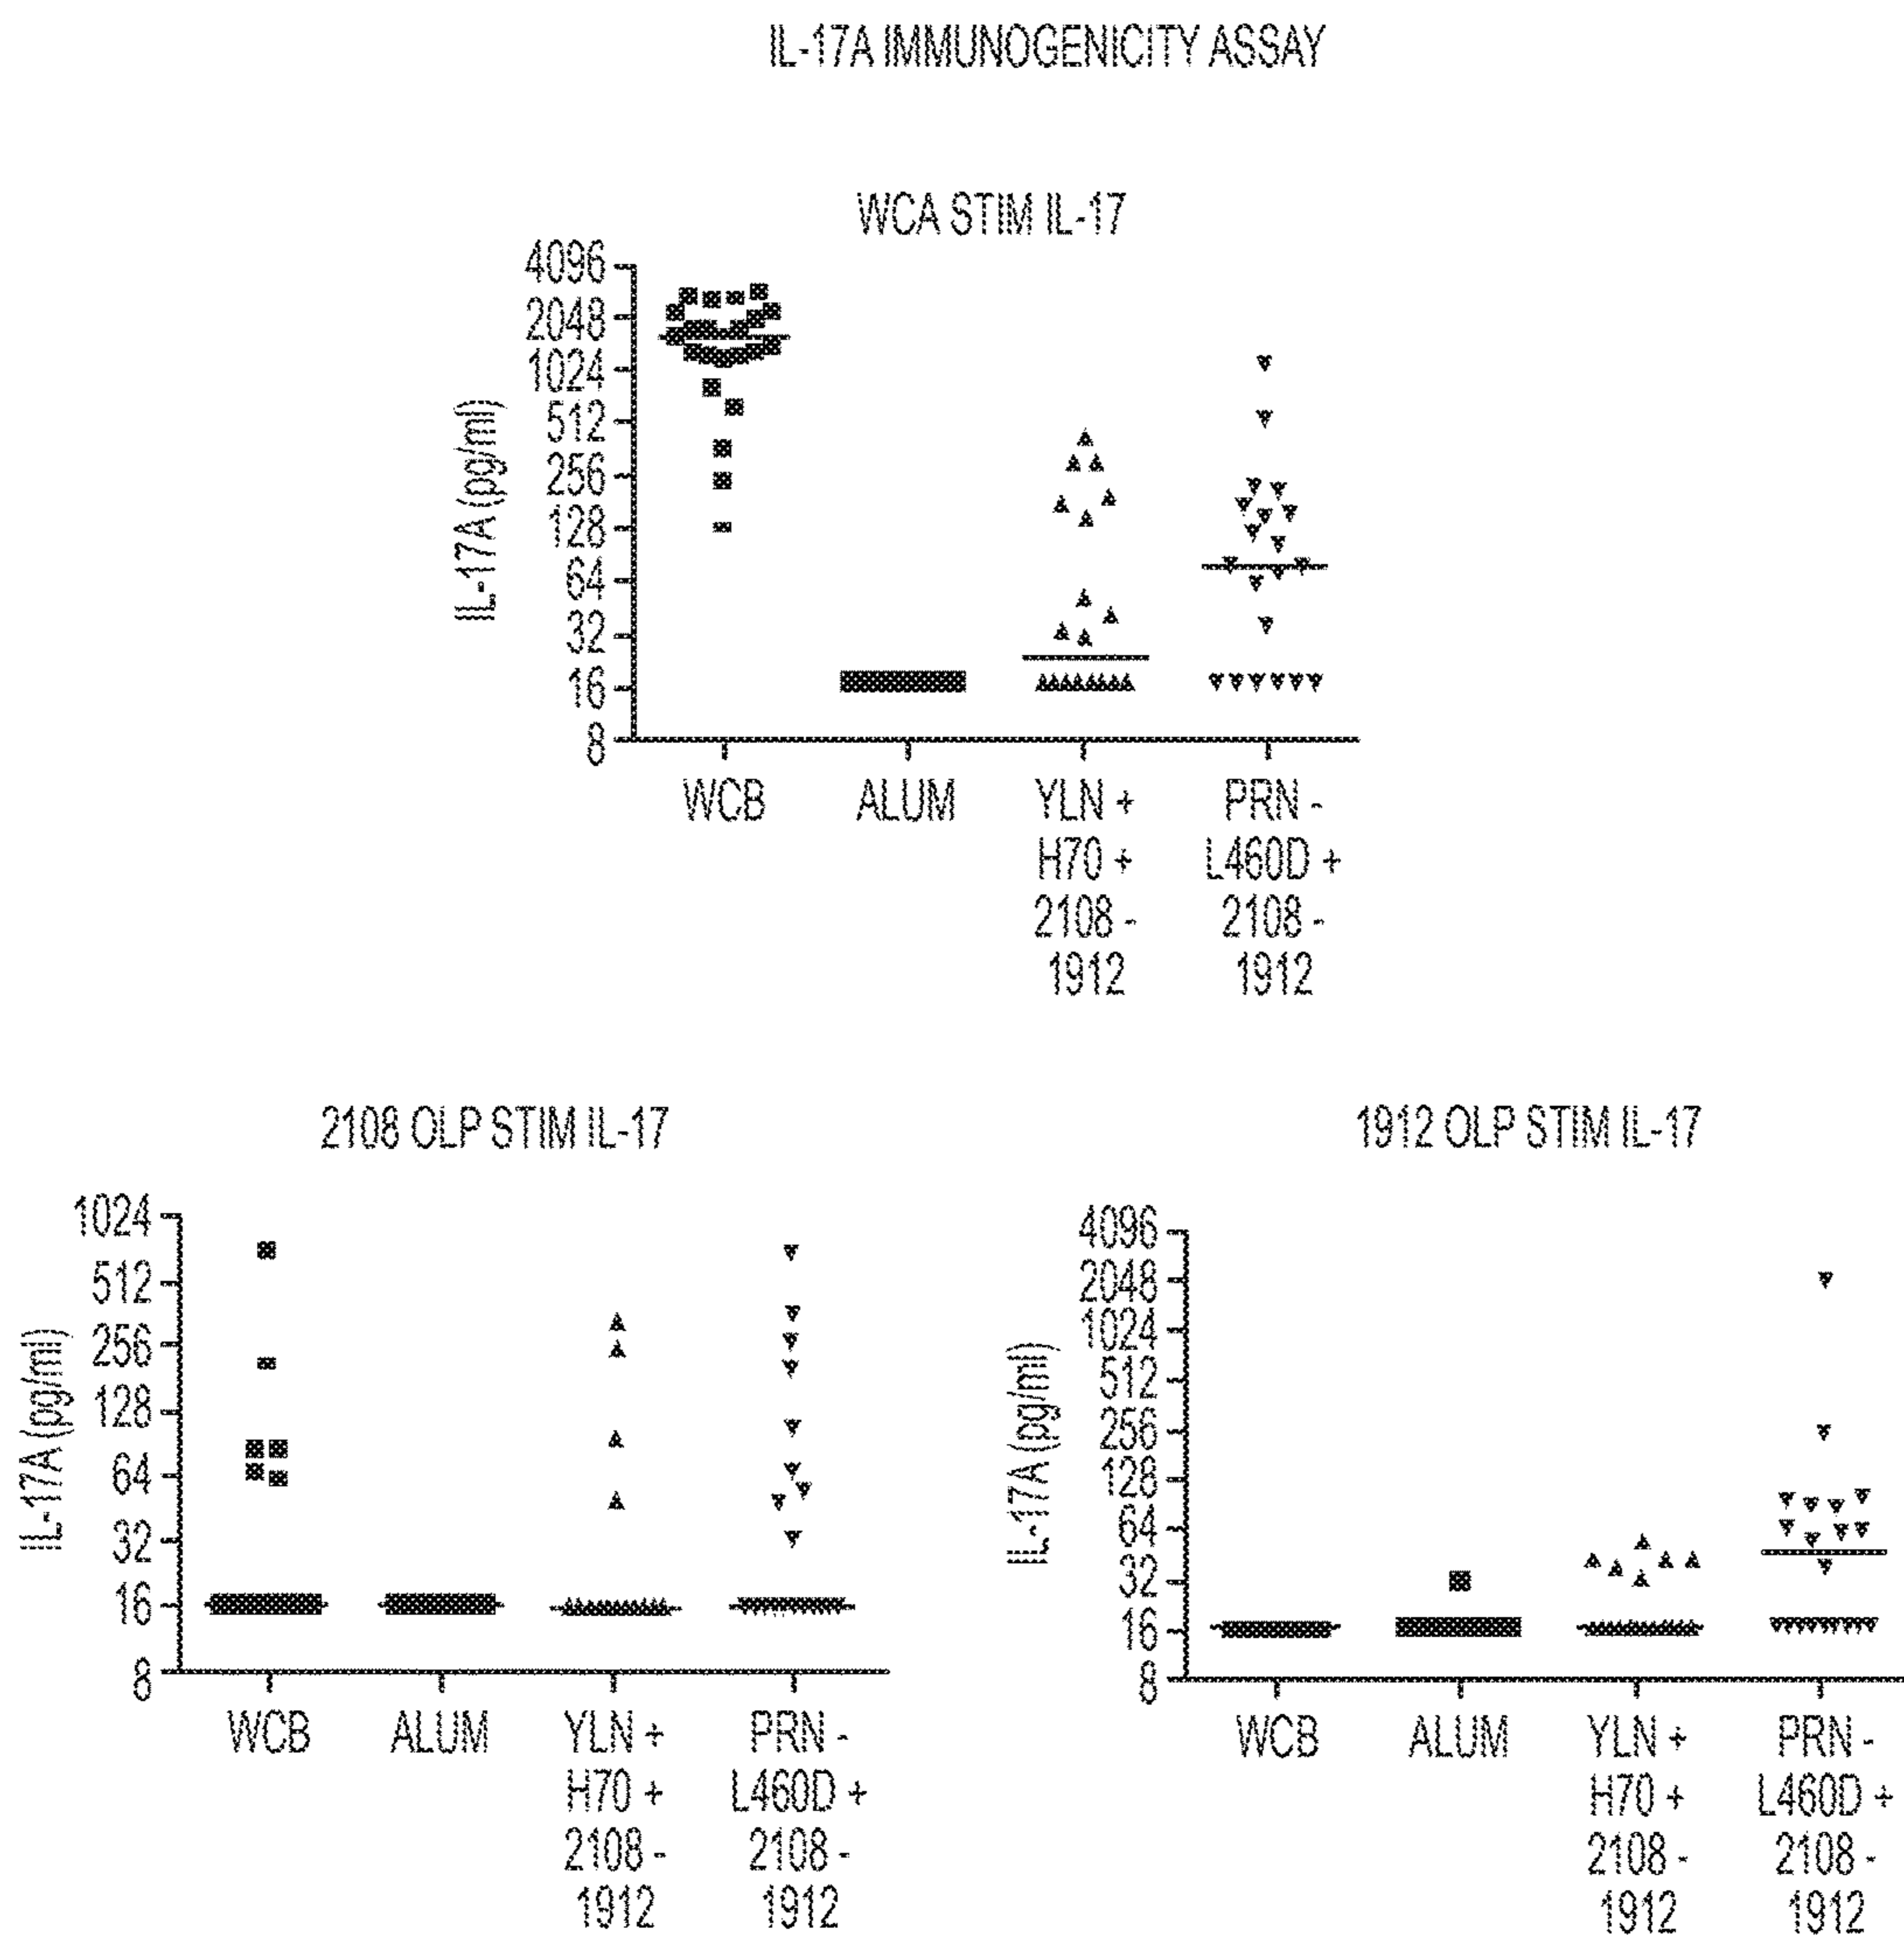 IL-17A IMMUNOGENICITY ASSAY
WCA STIM IL-17
IL-17A (pg/ml)
4096
2048
1024
512
256
128
64
32
16
8
WCB
ALUM
YLN +
H70 +
2108 -
1912
PRN -
L460D +
2108 -
1912
2108 OLP STIM IL-17
IL-17A (pg/ml)
1024
512
256
128
64
32
16
8
WCB
ALUM
YLN +
H70 +
2108 -
1912
PRN -
L460D +
2108 -
1912
1912 OLP STIM IL-17
IL-17A (pg/ml)
4096
2048
1024
512
256
128
64
32
16
8
WCB
ALUM
YLN +
H70 +
2108 -
1912
PRN -
L460D +
2108 -
1912